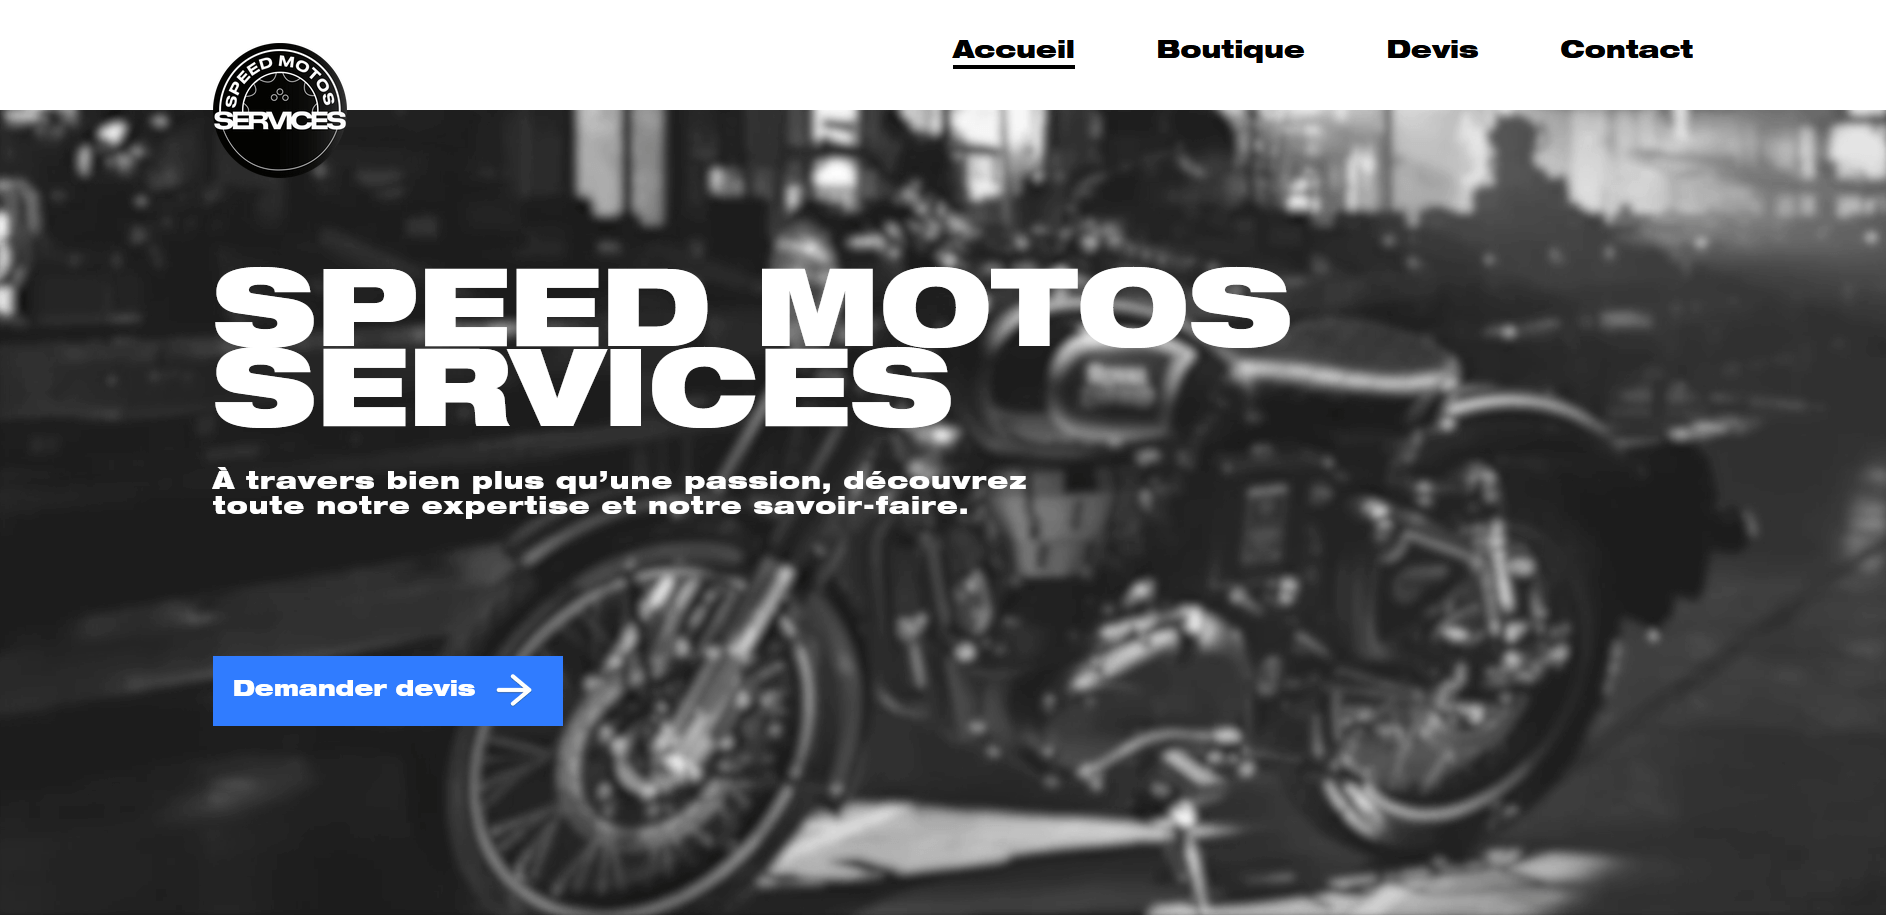 SPEED MOTOS
SERVICES
Accueil
Boutique
Devis
Contact
SPEED MOTOS
SERVICES
À travers bien plus qu’une passion, découvrez
toute notre expertise et notre savoir-faire.
Demander devis